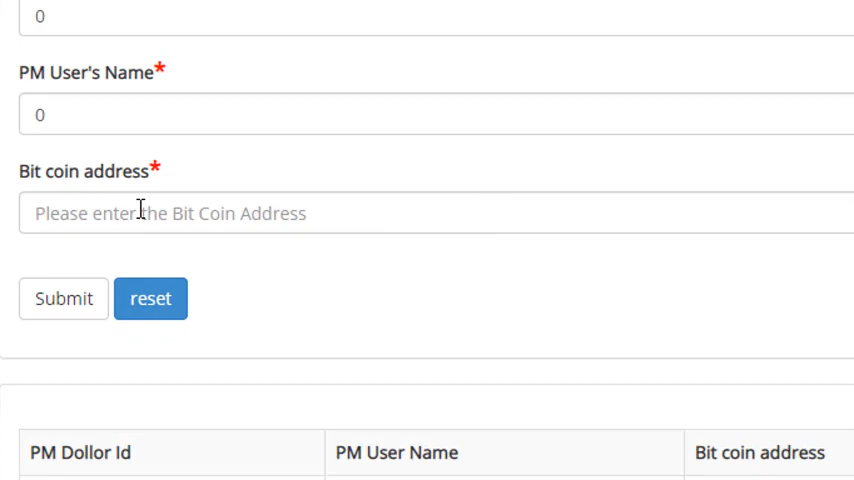 0
PM User's Name*
0
Bit coin address*
Please enter the Bit Coin Address
Submit reset
PM Dollor Id PM User Name Bit coin address